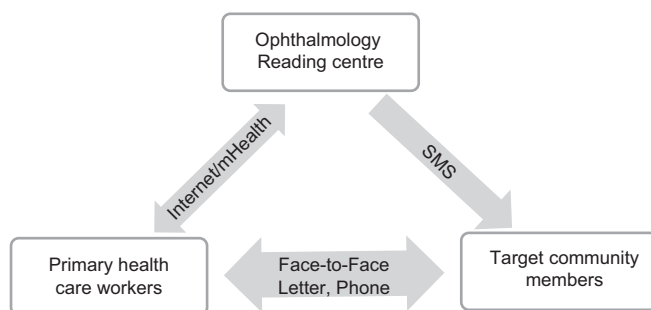 Ophthalmology
Reading centre
Internet/mHealth
SMS
Primary health
care workers
Face-to-Face
Letter, Phone
Target community
members